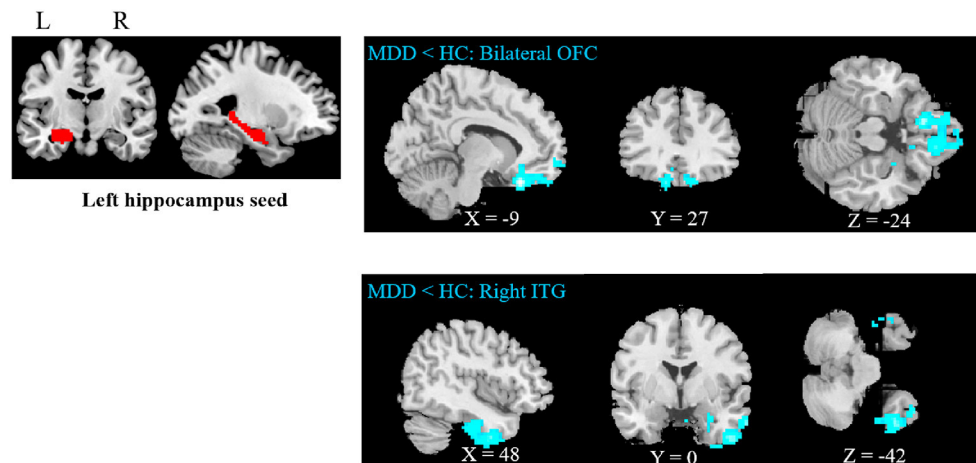 L R
Left hippocampus seed
MDD < HC: Bilateral OFC
X = -9 Y = 27 Z = -24
MDD < HC: Right ITG
X = 48 Y = 0 Z = -42